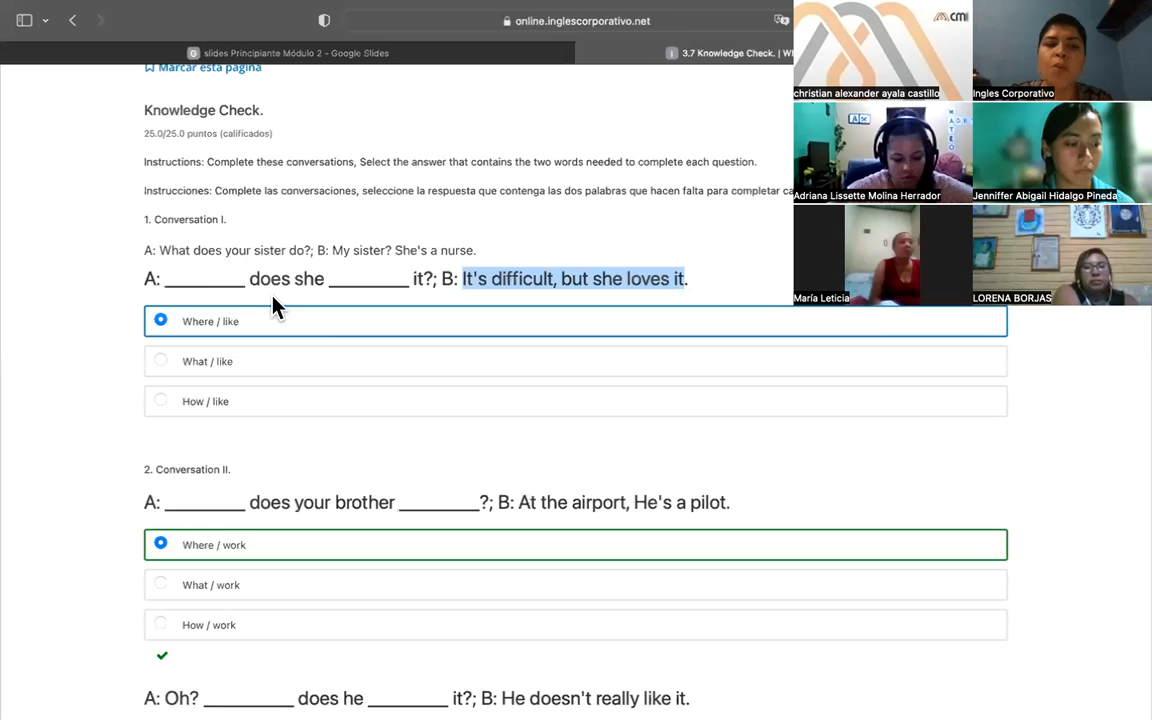 online.inglescorporativo.net
G slides Principiante Módulo 2 - Google Slides
i 3.7 Knowledge Check. | W
Marcar esta página
Knowledge Check.
25.0/25.0 puntos (calificados)
Instructions: Complete these conversations, Select the answer that contains the two words needed to complete each question.
Instrucciones: Complete las conversaciones, seleccione la respuesta que contenga las dos palabras que hacen falta para completar ca
1. Conversation I.
A: What does your sister do?; B: My sister? She's a nurse.
A: ________ does she ________ it?; B: It's difficult, but she loves it.
Where / like
What / like
How / like
2. Conversation II.
A: ________ does your brother ________?; B: At the airport, He's a pilot.
Where / work
What / work
How / work
A: Oh? _________ does he ________ it?; B: He doesn't really like it.
CMI
christian alexander ayala castillo
Ingles Corporativo
Adriana Lissette Molina Herrador
Jenniffer Abigail Hidalgo Pineda
María Leticia
LORENA BORJAS